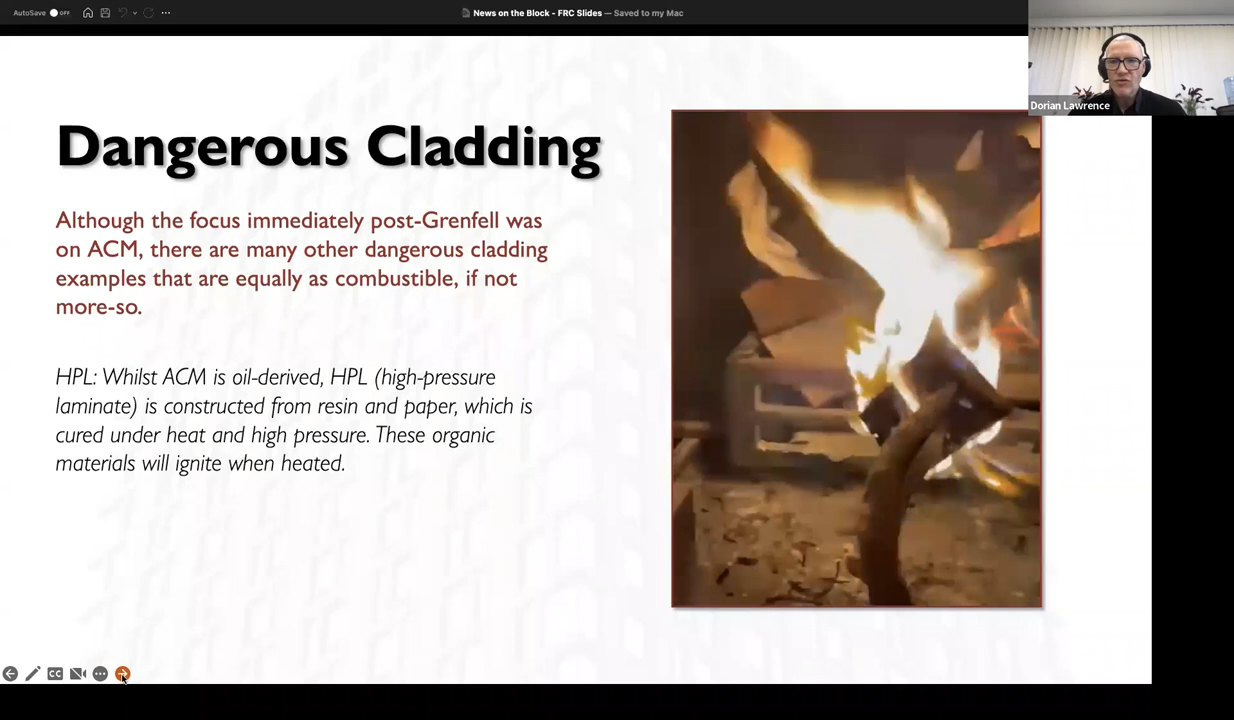 AutoSave OFF
News on the Block - FRC Slides — Saved to my Mac
Dorian Lawrence
Dangerous Cladding
Although the focus immediately post-Grenfell was
on ACM, there are many other dangerous cladding
examples that are equally as combustible, if not
more-so.
HPL: Whilst ACM is oil-derived, HPL (high-pressure
laminate) is constructed from resin and paper, which is
cured under heat and high pressure. These organic
materials will ignite when heated.
CC